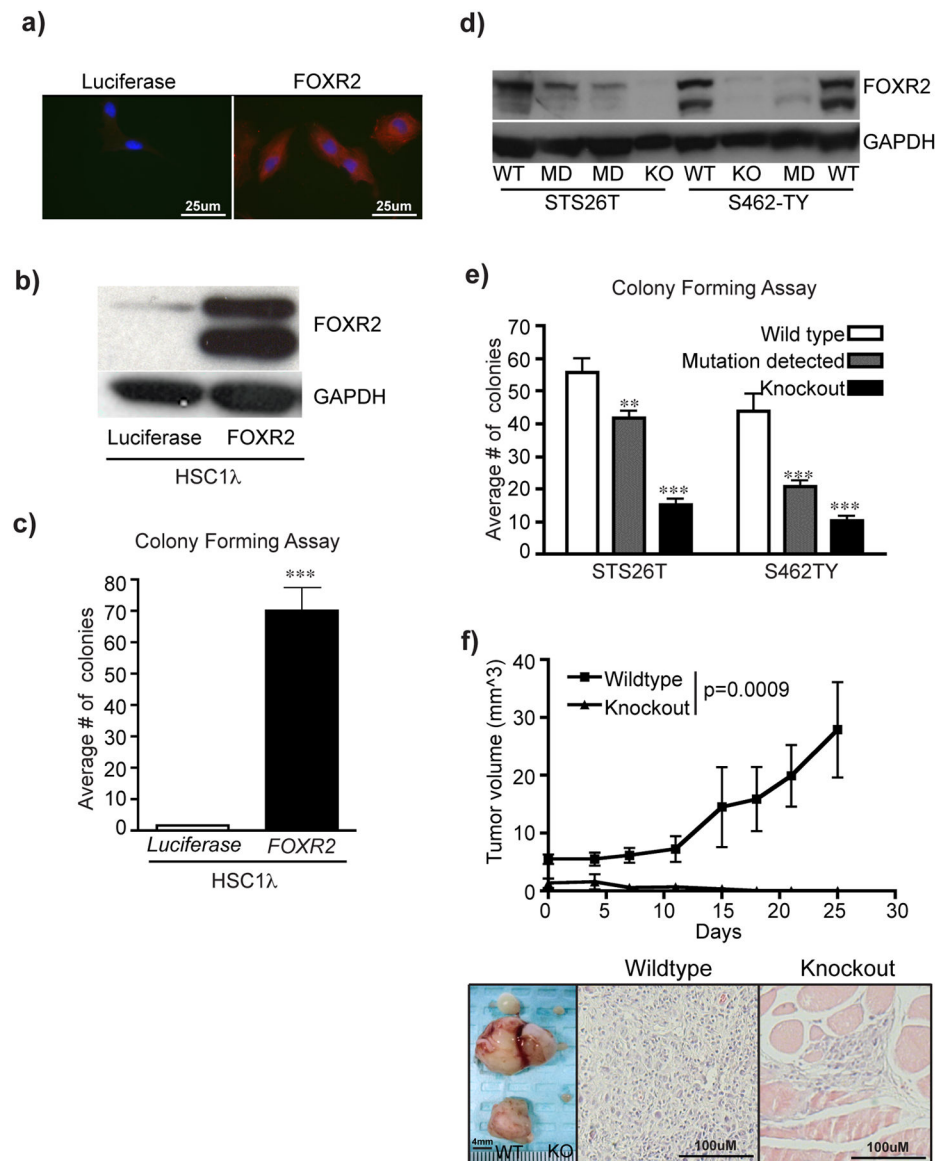 a)
Luciferase
FOXR2
25um
25um
b)
FOXR2
GAPDH
Luciferase FOXR2
HSC1λ
c)
Colony Forming Assay
***
Average # of colonies
80
70
60
50
40
30
20
10
0
Luciferase FOXR2
HSC1λ
d)
FOXR2
GAPDH
WT MD MD KO WT KO MD WT
STS26T S462-TY
e)
Colony Forming Assay
Wild type
Mutation detected
Knockout
Average # of colonies
70
60
50
40
30
20
10
0
** *** *** ***
STS26T S462TY
f)
Wildtype
Knockout
p=0.0009
Tumor volume (mm^3)
40
30
20
10
0
0 5 10 15 20 25 30
Days
Wildtype Knockout
4mm WT KO
100uM
100uM